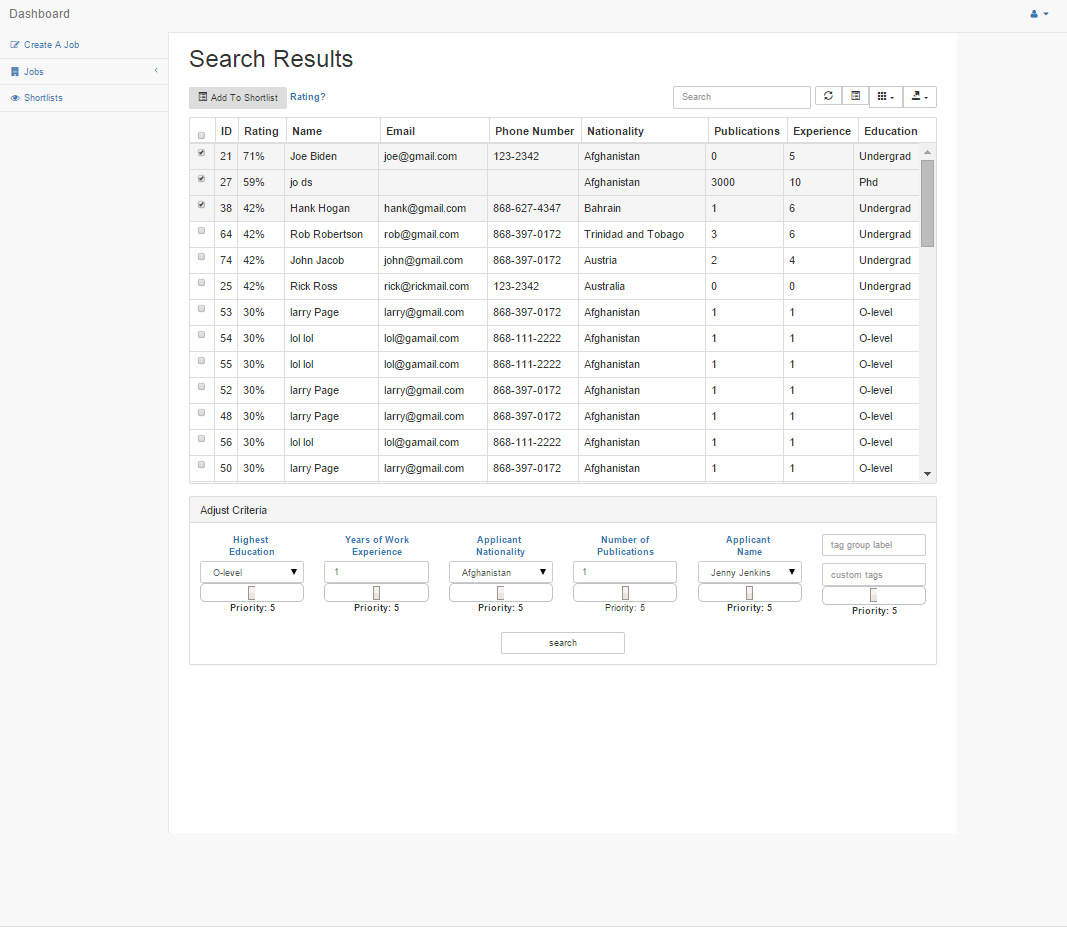 Dashboard
Create A Job
Jobs
Shortlists
Search Results
Add To Shortlist Rating? Search
ID Rating Name Email Phone Number Nationality Publications Experience Education
21 71% Joe Biden joe@gmail.com 123-2342 Afghanistan 0 5 Undergrad
27 59% jo ds Afghanistan 3000 10 Phd
38 42% Hank Hogan hank@gmail.com 868-627-4347 Bahrain 1 6 Undergrad
64 42% Rob Robertson rob@gmail.com 868-397-0172 Trinidad and Tobago 3 6 Undergrad
74 42% John Jacob john@gmail.com 868-397-0172 Austria 2 4 Undergrad
25 42% Rick Ross rick@rickmail.com 123-2342 Australia 0 0 Undergrad
53 30% larry Page larry@gmail.com 868-397-0172 Afghanistan 1 1 O-level
54 30% lol lol lol@gamail.com 868-111-2222 Afghanistan 1 1 O-level
55 30% lol lol lol@gamail.com 868-111-2222 Afghanistan 1 1 O-level
52 30% larry Page larry@gmail.com 868-397-0172 Afghanistan 1 1 O-level
48 30% larry Page larry@gmail.com 868-397-0172 Afghanistan 1 1 O-level
56 30% lol lol lol@gamail.com 868-111-2222 Afghanistan 1 1 O-level
50 30% larry Page larry@gmail.com 868-397-0172 Afghanistan 1 1 O-level
Adjust Criteria
Highest
Education
O-level
Priority: 5
Years of Work
Experience
1
Priority: 5
Applicant
Nationality
Afghanistan
Priority: 5
Number of
Publications
1
Priority: 5
Applicant
Name
Jenny Jenkins
Priority: 5
tag group label
custom tags
Priority: 5
search